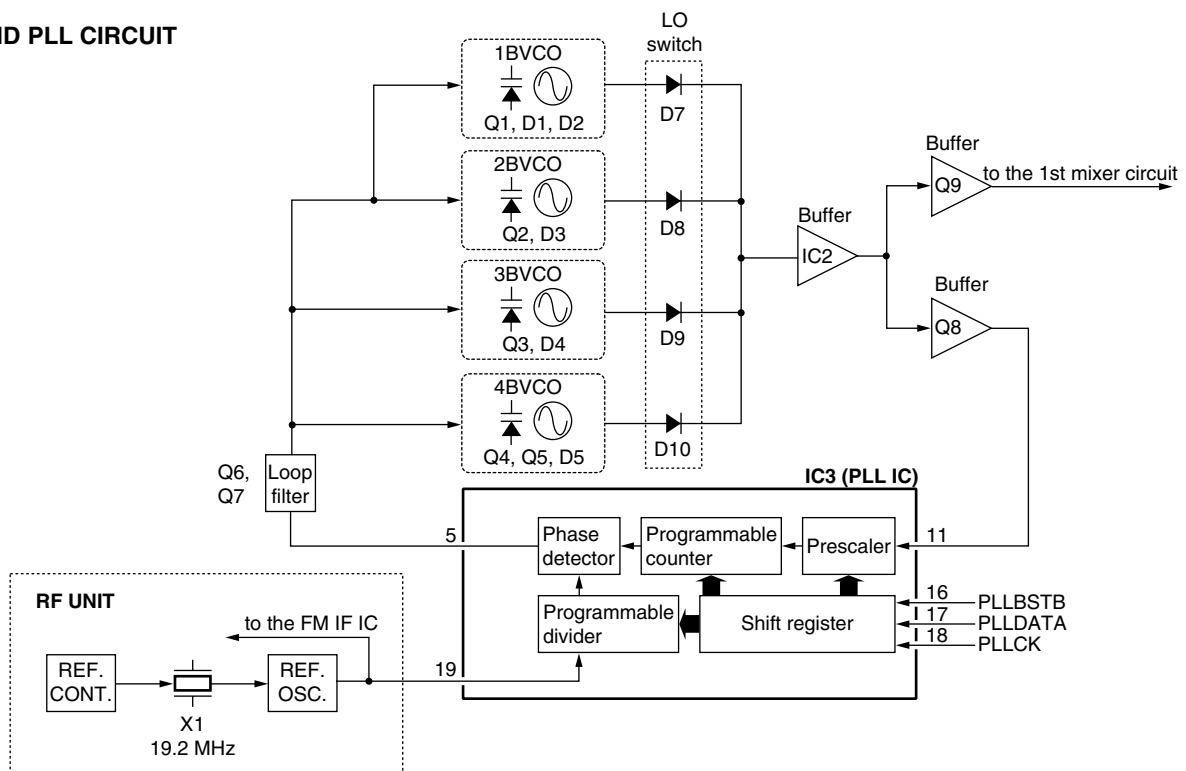 ID PLL CIRCUIT
LO
switch
1BVCO
Q1, D1, D2
D7
2BVCO
Q2, D3
D8
3BVCO
Q3, D4
D9
4BVCO
Q4, Q5, D5
D10
Buffer
IC2
Buffer
Q9
to the 1st mixer circuit
Buffer
Q8
Q6,
Q7
Loop
filter
IC3 (PLL IC)
5
Phase
detector
Programmable
counter
Prescaler
11
Programmable
divider
Shift register
16
PLLBSTB
17
PLLDATA
18
PLLCK
19
RF UNIT
to the FM IF IC
REF.
CONT.
X1
19.2 MHz
REF.
OSC.